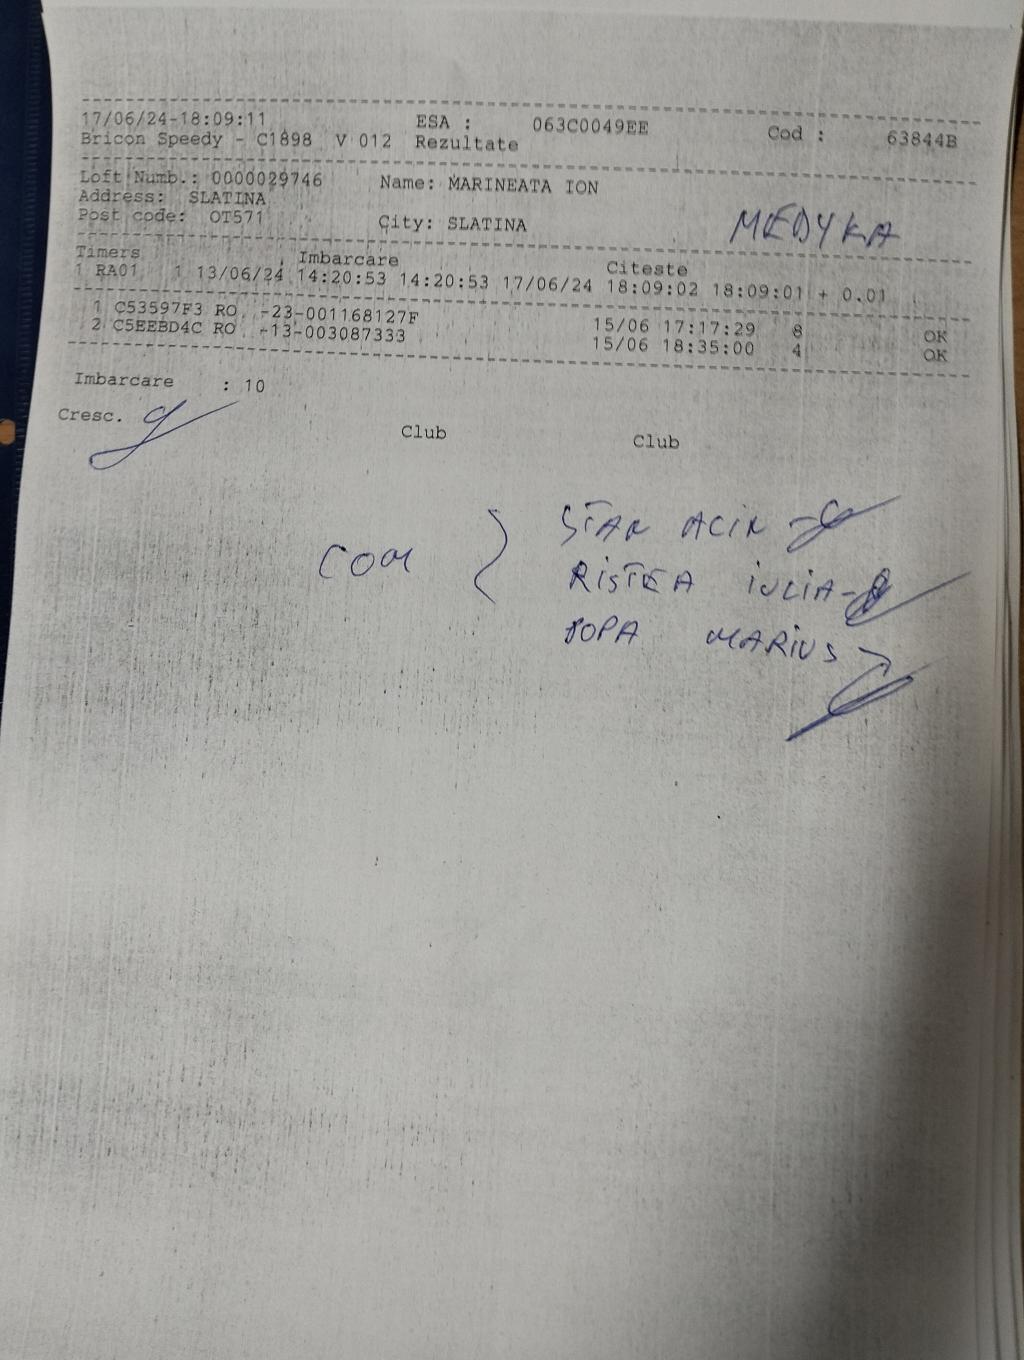 17/06/24-18:09:11 ESA : 063C0049EE Cod : 63844B
Bricon Speedy - C1898 V 012 Rezultate
Loft Numb.: 0000029746 Name: MARINEATA ION
Address: SLATINA
Post code: OT571 City: SLATINA
MEDYKA
Timers Imbarcare Citeste
1 RA01 1 13/06/24 14:20:53 14:20:53 17/06/24 18:09:02 18:09:01 + 0.01
1 C53597F3 RO -23-001168127F 15/06 17:17:29 8 OK
2 C5EEBD4C RO -13-003087333 15/06 18:35:00 4 OK
Imbarcare : 10
Cresc. Club Club
STAN -
COM RISTEA IULIA -
POPA MARIUS